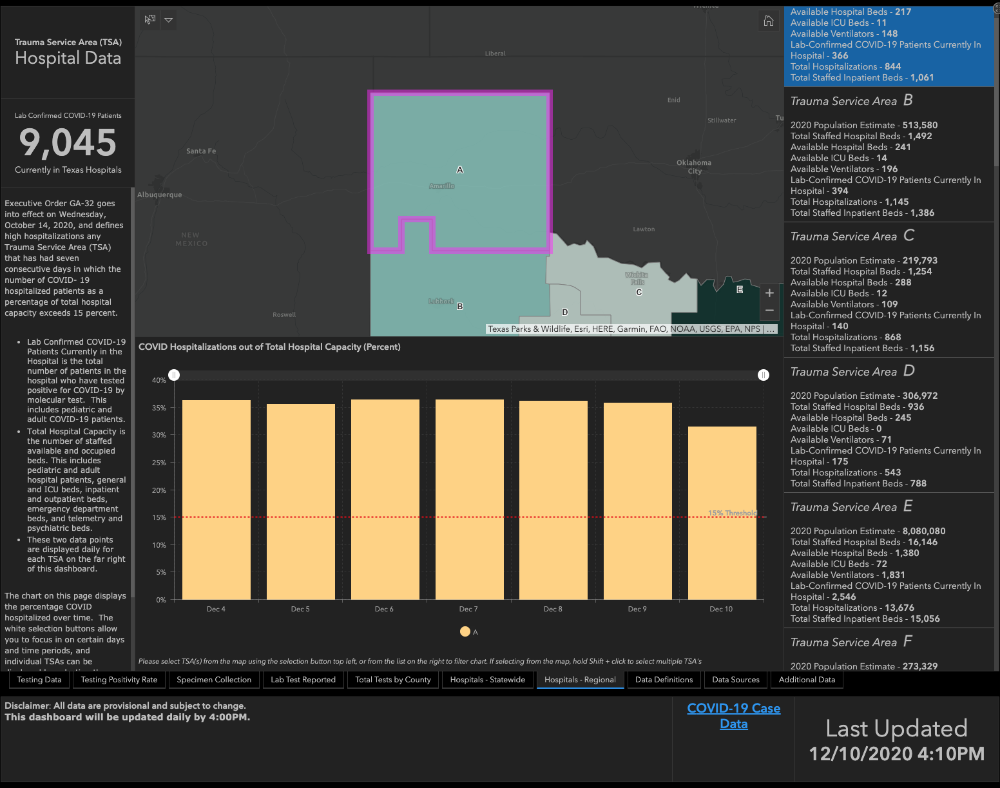 Trauma Service Area (TSA)
Hospital Data
Lab Confirmed COVID-19 Patients
9,045
Currently in Texas Hospitals
Executive Order GA-32 goes
into effect on Wednesday,
October 14, 2020, and defines
high hospitalizations any
Trauma Service Area (TSA)
that has had seven
consecutive days in which the
number of COVID- 19
hospitalized patients as a
percentage of total hospital
capacity exceeds 15 percent.
• Lab Confirmed COVID-19
Patients Currently in the
Hospital is the total
number of patients in the
hospital who have tested
positive for COVID-19 by
molecular test.  This
includes pediatric and
adult COVID-19 patients.
• Total Hospital Capacity is
the number of staffed
available and occupied
beds. This includes
pediatric and adult
hospital patients, general
and ICU beds, inpatient
and outpatient beds,
emergency department
beds, and telemetry and
psychiatric beds.
• These two data points
are displayed daily for
each TSA on the far right
of this dashboard.
The chart on this page displays
the percentage COVID
hospitalized over time.  The
white selection buttons allow
you to focus in on certain days
and time periods, and
individual TSAs can be
Liberal
Enid
Stillwater
Tu
Santa Fe
Oklahoma
City
A
Amarillo
Albuquerque
Lawton
NEW
MEXICO
Wichita
Falls
C
E
Lubbock
B
D
Roswell
+
−
Texas Parks & Wildlife, Esri, HERE, Garmin, FAO, NOAA, USGS, EPA, NPS | ...
COVID Hospitalizations out of Total Hospital Capacity (Percent)
40%
35%
30%
25%
20%
15%
10%
5%
0%
15% Threshold
Dec 4
Dec 5
Dec 6
Dec 7
Dec 8
Dec 9
Dec 10
A
Please select TSA(s) from the map using the selection button top left, or from the list on the right to filter chart. If selecting from the map, hold Shift + click to select multiple TSA's
Available Hospital Beds - 217
Available ICU Beds - 11
Available Ventilators - 148
Lab-Confirmed COVID-19 Patients Currently In
Hospital - 366
Total Hospitalizations - 844
Total Staffed Inpatient Beds - 1,061
Trauma Service Area B
2020 Population Estimate - 513,580
Total Staffed Hospital Beds - 1,492
Available Hospital Beds - 241
Available ICU Beds - 14
Available Ventilators - 196
Lab-Confirmed COVID-19 Patients Currently In
Hospital - 394
Total Hospitalizations - 1,145
Total Staffed Inpatient Beds - 1,386
Trauma Service Area C
2020 Population Estimate - 219,793
Total Staffed Hospital Beds - 1,254
Available Hospital Beds - 288
Available ICU Beds - 12
Available Ventilators - 109
Lab-Confirmed COVID-19 Patients Currently In
Hospital - 140
Total Hospitalizations - 868
Total Staffed Inpatient Beds - 1,156
Trauma Service Area D
2020 Population Estimate - 306,972
Total Staffed Hospital Beds - 936
Available Hospital Beds - 245
Available ICU Beds - 0
Available Ventilators - 71
Lab-Confirmed COVID-19 Patients Currently In
Hospital - 175
Total Hospitalizations - 543
Total Staffed Inpatient Beds - 788
Trauma Service Area E
2020 Population Estimate - 8,080,080
Total Staffed Hospital Beds - 16,146
Available Hospital Beds - 1,380
Available ICU Beds - 72
Available Ventilators - 1,831
Lab-Confirmed COVID-19 Patients Currently In
Hospital - 2,546
Total Hospitalizations - 13,676
Total Staffed Inpatient Beds - 15,056
Trauma Service Area F
2020 Population Estimate - 273,329
Testing Data
Testing Positivity Rate
Specimen Collection
Lab Test Reported
Total Tests by County
Hospitals - Statewide
Hospitals - Regional
Data Definitions
Data Sources
Additional Data
Disclaimer: All data are provisional and subject to change.
This dashboard will be updated daily by 4:00PM.
COVID-19 Case
Data
Last Updated
12/10/2020 4:10PM